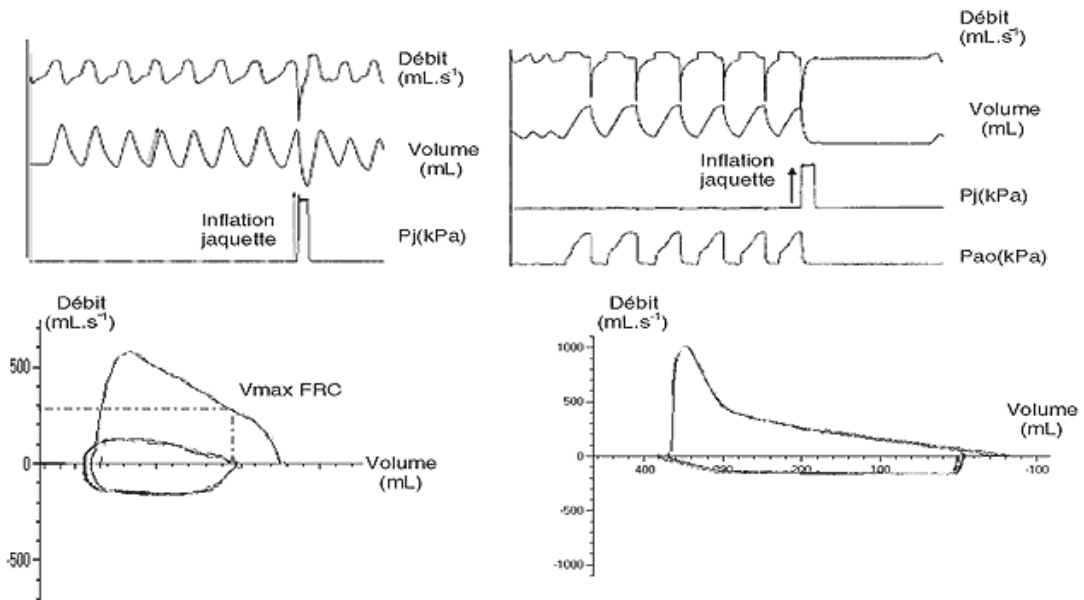 Débit
(mL.s⁻¹)
Volume
(mL)
Inflation
jaquette
Pj(kPa)
Débit
(mL.s⁻¹)
Volume
(mL)
Inflation
jaquette
Pj(kPa)
Pao(kPa)
Débit
(mL.s⁻¹)
500
Vmax FRC
0
Volume
(mL)
-500
Débit
(mL.s⁻¹)
1000
500
Volume
(mL)
0
400
300
200
100
-100
-500
-1000